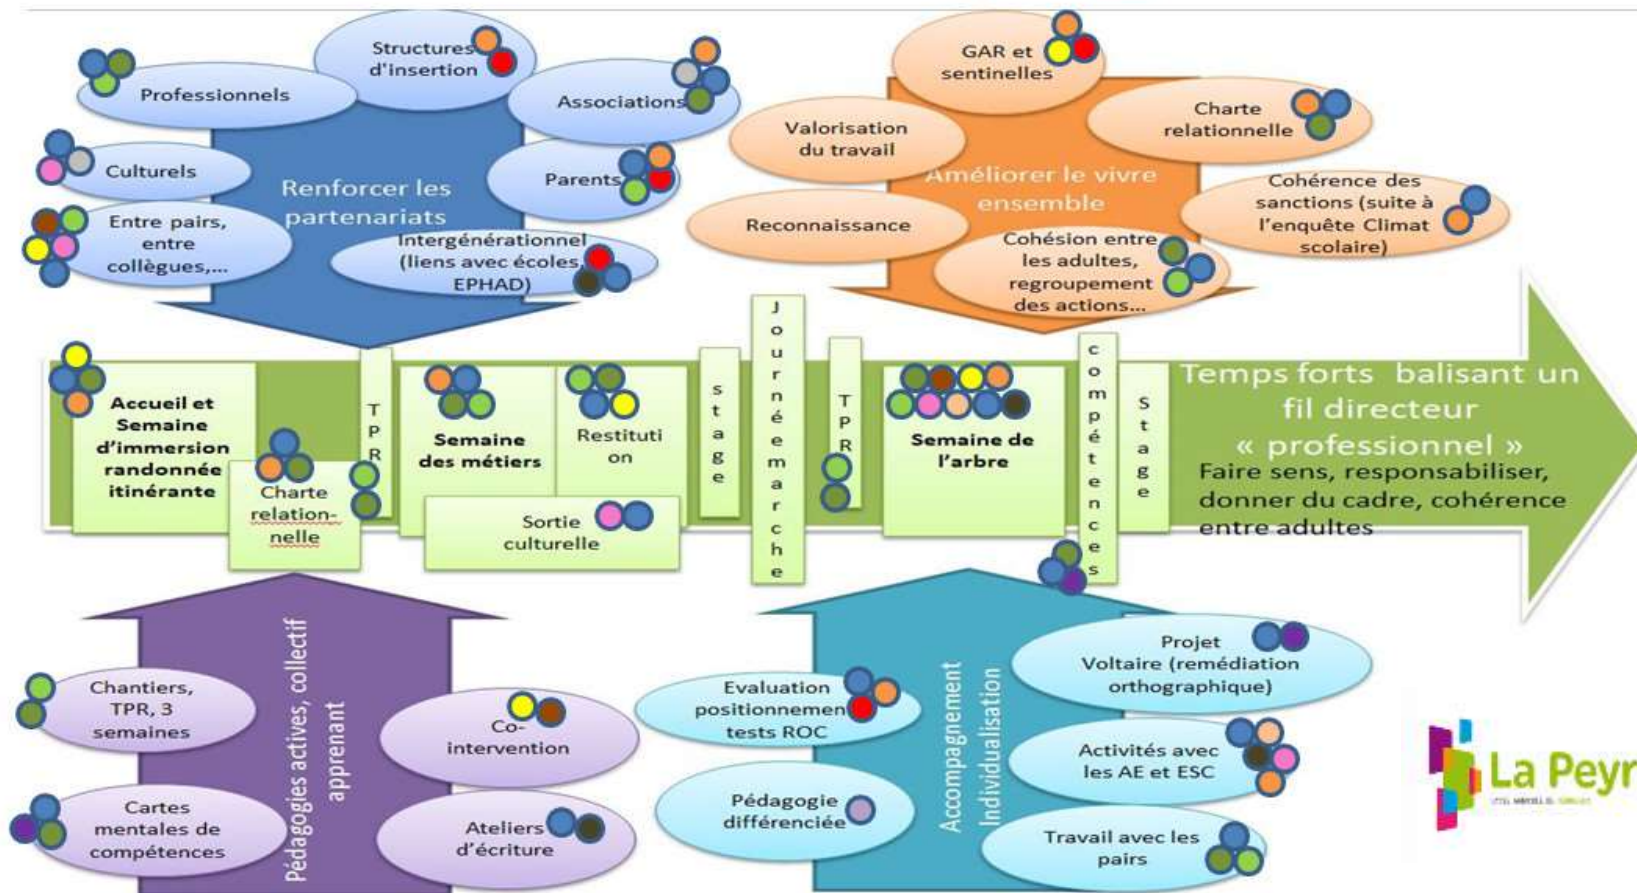 Structures
d'insertion
Professionnels
Associations
Culturels
Parents
Renforcer les
partenariats
Entre pairs,
entre
collègues,...
Intergénérationnel
(liens avec écoles,
EPHAD)
GAR et
sentinelles
Charte
relationnelle
Valorisation
du travail
Améliorer le vivre
ensemble
Cohérence des
sanctions (suite à
l'enquête Climat
scolaire)
Reconnaissance
Cohésion entre
les adultes,
regroupement
des actions...
Accueil et
Semaine
d'immersion
randonnée
itinérante
Charte
relation-
nelle
TPR
Semaine
des métiers
Restituti
on
Sortie
culturelle
stage
Journée marche
TPR
Semaine de
l'arbre
compétences
Stage
Temps forts balisant un
fil directeur
« professionnel »
Faire sens, responsabiliser,
donner du cadre, cohérence
entre adultes
Pédagogies actives, collectif
apprenant
Chantiers,
TPR, 3
semaines
Co-
intervention
Cartes
mentales de
compétences
Ateliers
d'écriture
Accompagnement
Individualisation
Evaluation
positionnemen
tests ROC
Pédagogie
différenciée
Projet
Voltaire (remédiation
orthographique)
Activités avec
les AE et ESC
Travail avec les
pairs
La Peyr